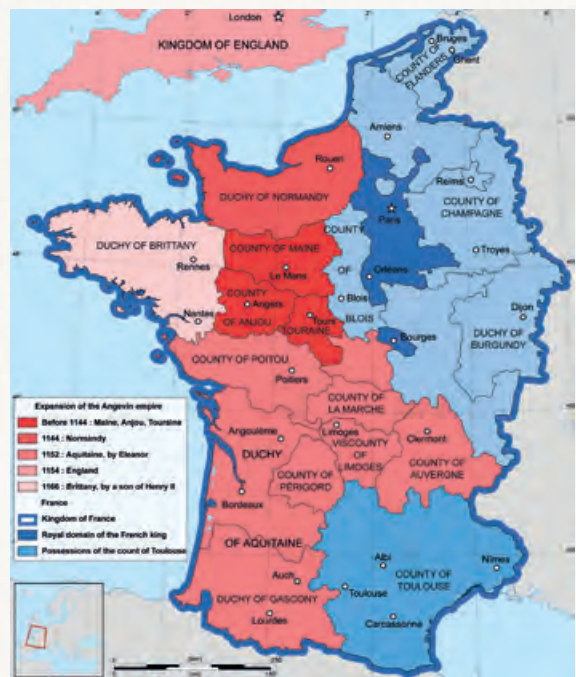 London
KINGDOM OF ENGLAND
Bruges
Ghent
COUNTY OF
FLANDERS
Amiens
Rouen
DUCHY OF NORMANDY
Reims
COUNTY OF
CHAMPAGNE
Paris
DUCHY OF BRITTANY
Rennes
COUNTY OF MAINE
Le Mans
COUNTY
OF
BLOIS
Orléans
Troyes
Blois
Nantes
COUNTY
OF ANJOU
Angers
Tours
TOURAINE
Dijon
DUCHY OF
BURGUNDY
Bourges
COUNTY OF POITOU
Poitiers
COUNTY OF
LA MARCHE
Expansion of the Angevin empire
Before 1144 : Maine, Anjou, Touraine
1144 : Normandy
1152 : Aquitaine, by Eleanor
1154 : England
1166 : Brittany, by a son of Henry II
France
Kingdom of France
Royal domain of the French king
Possessions of the count of Toulouse
Angoulème
Limoges
Clermont
DUCHY
VISCOUNTY
OF
LIMOGES
COUNTY OF
AUVERGNE
COUNTY OF
PÉRIGORD
Bordeaux
OF AQUITAINE
Albi
Nîmes
COUNTY OF
TOULOUSE
Auch
Toulouse
DUCHY OF GASCONY
Lourdes
Carcassonne